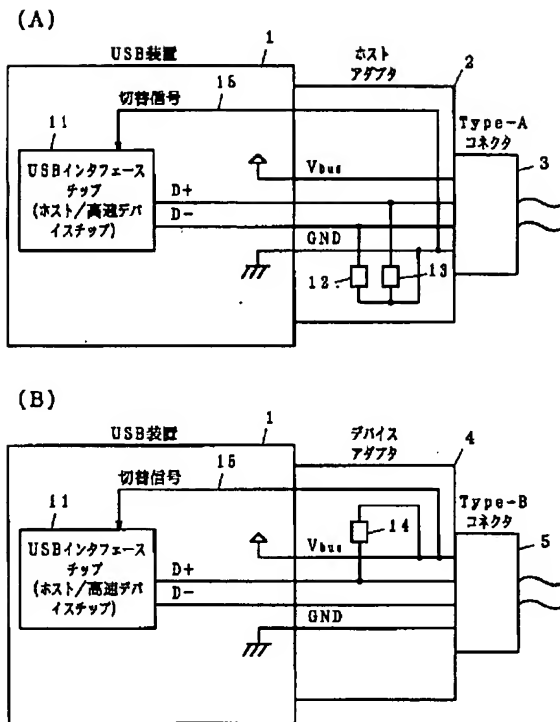 (A)
USB装置
1
ホスト
アダプタ
2
切替信号
15
11
USBインタフェース
チップ
(ホスト/高速デバ
イスチップ)
Type-A
コネクタ
3
Vbus
D+
D-
GND
12
13
(B)
USB装置
1
デバイス
アダプタ
4
切替信号
15
11
USBインタフェース
チップ
(ホスト/高速デバ
イスチップ)
Type-B
コネクタ
5
14
Vbus
D+
D-
GND